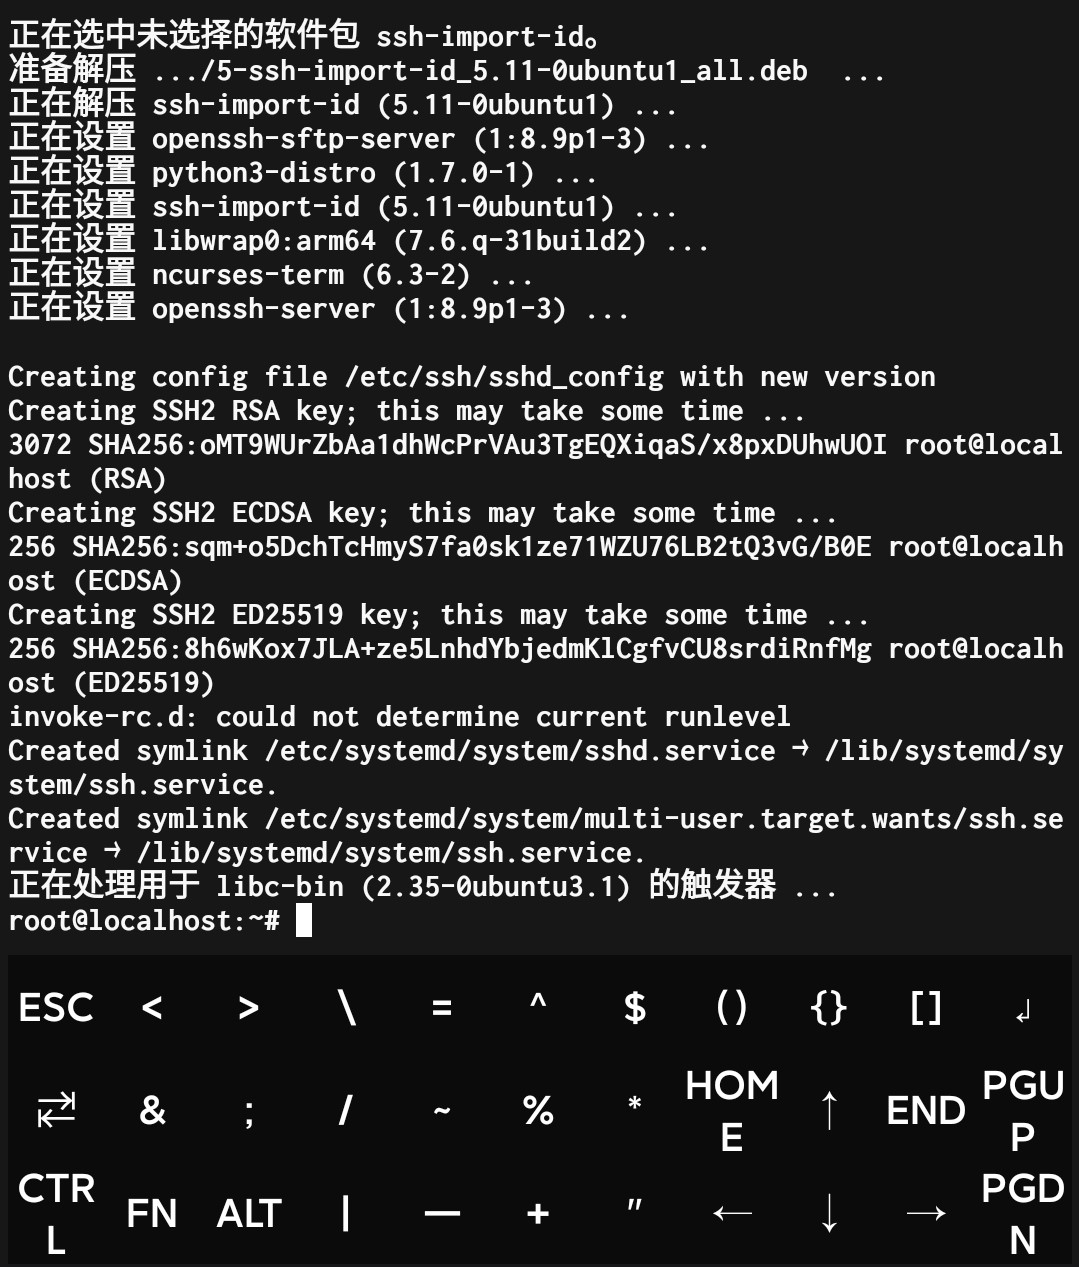 正在选中未选择的软件包 ssh-import-id。
准备解压 .../5-ssh-import-id_5.11-0ubuntu1_all.deb  ...
正在解压 ssh-import-id (5.11-0ubuntu1) ...
正在设置 openssh-sftp-server (1:8.9p1-3) ...
正在设置 python3-distro (1.7.0-1) ...
正在设置 ssh-import-id (5.11-0ubuntu1) ...
正在设置 libwrap0:arm64 (7.6.q-31build2) ...
正在设置 ncurses-term (6.3-2) ...
正在设置 openssh-server (1:8.9p1-3) ...
Creating config file /etc/ssh/sshd_config with new version
Creating SSH2 RSA key; this may take some time ...
3072 SHA256:oMT9WUrZbAa1dhWcPrVAu3TgEQXiqaS/x8pxDUhwUOI root@local
host (RSA)
Creating SSH2 ECDSA key; this may take some time ...
256 SHA256:sqm+o5DchTcHmyS7fa0sk1ze71WZU76LB2tQ3vG/B0E root@localh
ost (ECDSA)
Creating SSH2 ED25519 key; this may take some time ...
256 SHA256:8h6wKox7JLA+ze5LnhdYbjedmKlCgfvCU8srdiRnfMg root@localh
ost (ED25519)
invoke-rc.d: could not determine current runlevel
Created symlink /etc/systemd/system/sshd.service → /lib/systemd/sy
stem/ssh.service.
Created symlink /etc/systemd/system/multi-user.target.wants/ssh.se
rvice → /lib/systemd/system/ssh.service.
正在处理用于 libc-bin (2.35-0ubuntu3.1) 的触发器 ...
root@localhost:~#
ESC < > \ = ^ $ () {} [] ↲
⇄ & ; / ~ % * HOME ↑ END PGUP
CTRL FN ALT | — + " ← ↓ → PGDN